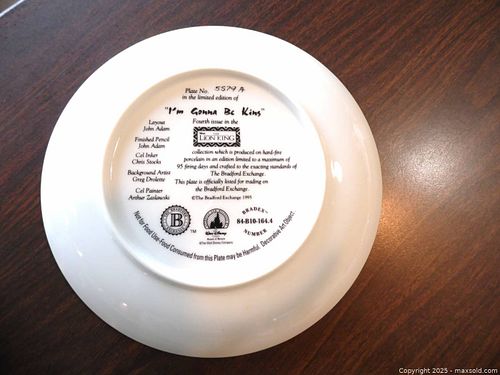 Plate No. 5579 A
in the limited edition of
"I'm Gonna Be King"
Fourth issue in the
THE LION KING
collection which is produced on hard-fire
porcelain in an edition limited to a maximum of
95 firing days and crafted to the exacting standards of
The Bradford Exchange.
This plate is officially listed for trading on
the Bradford Exchange.
©The Bradford Exchange 1995
Layout
John Adam
Finished Pencil
John Adam
Cel Inker
Chris Stocks
Background Artist
Greg Drolette
Cel Painter
Arthur Zaslawski
B
TM
©The Walt Disney Company
BRADEX
84-B10-164.4
NUMBER
Not for Food Use-Food Consumed from this Plate may be Harmful. Decorative Art Object.
Copyright © 2025 - maxsold.com